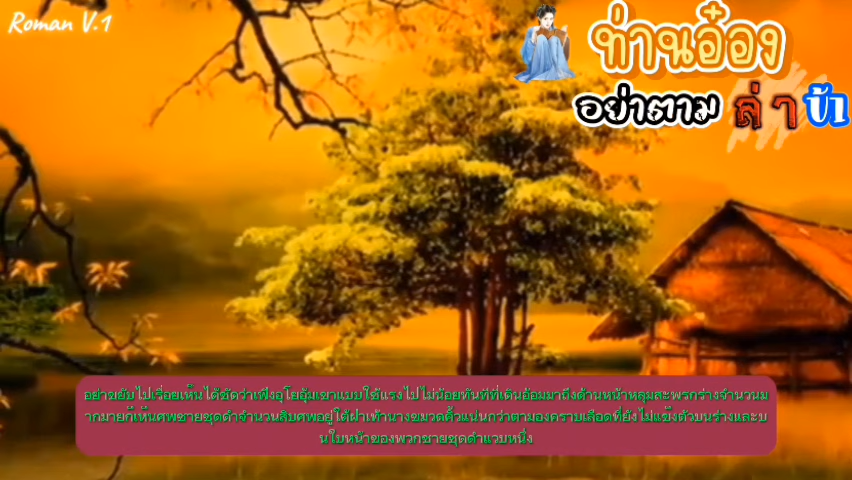 Roman V.1
ท่านอ๋อง
อย่าตาม ล่า ข้า
อย่าขยับไปเรื่อยเห็นได้ชัดว่าเฟิงอุโยอุ้มเขาแบบใช้แรงไปไม่น้อยทันทีที่เดินอ้อมมาถึงด้านหน้าหลุมสะพรกร่างจำนวนม
ากมายก็เห็นศพชายชุดดำจำนวนสิบศพอยู่ใต้ฝ่าเท้านางขมวดคิ้วแน่นกวาตามองคราบเลือดที่ยังไม่แข็งตัวบนร่างและบ
นใบหน้าของพวกชายชุดดำแวบหนึ่ง